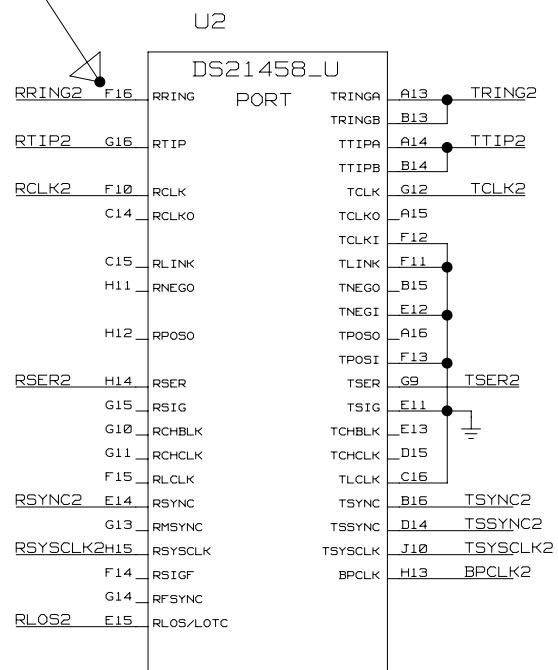 U2
DS21458_U
PORT
RRING2 F16 RRING TRINGA A13 TRING2
TRINGB B13
RTIP2 G16 RTIP TTIPA A14 TTIP2
TTIPB B14
RCLK2 F10 RCLK TCLK G12 TCLK2
C14 RCLKO TCLKO A15
TCLKI F12
C15 RLINK TLINK F11
H11 RNEGO TNEGO B15
TNEGI E12
H12 RPOSO TPOSO A16
TPOSI F13
RSER2 H14 RSER TSER G9 TSER2
G15 RSIG TSIG E11
G10 RCHBLK TCHBLK E13
G11 RCHCLK TCHCLK D15
F15 RLCLK TLCLK C16
RSYNC2 E14 RSYNC TSYNC B16 TSYNC2
G13 RMSYNC TSSYNC D14 TSSYNC2
RSYSCLK2 H15 RSYSCLK TSYSCLK J10 TSYSCLK2
F14 RSIGF BPCLK H13 BPCLK2
G14 RFSYNC
RLOS2 E15 RLOS/LOTC